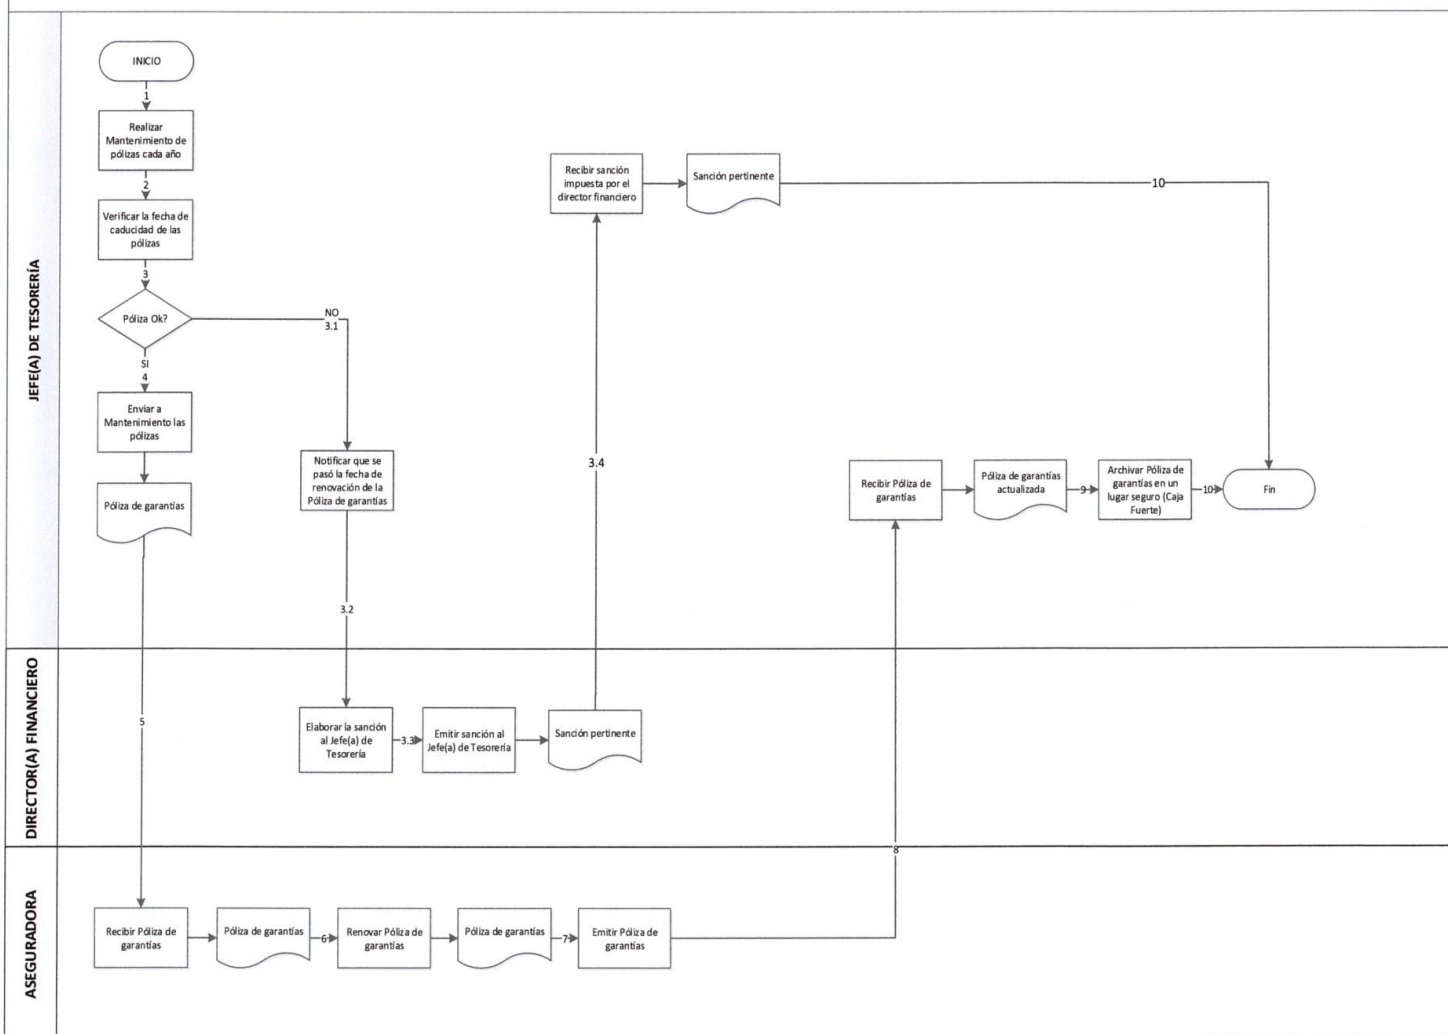 JEFE(A) DE TESORERÍA
INICIO
1
Realizar
Mantenimiento de
pólizas cada año
2
Verificar la fecha de
caducidad de las
pólizas
3
Póliza Ok?
NO
3.1
SI
4
Enviar a
Mantenimiento las
pólizas
Póliza de garantías
Notificar que se
pasó la fecha de
renovación de la
Póliza de garantías
3.2
Recibir sanción
impuesta por el
director financiero
Sanción pertinente
10
3.4
Recibir Póliza de
garantías
Póliza de garantías
actualizada
9
Archivar Póliza de
garantías en un
lugar seguro (Caja
Fuerte)
10
Fin
DIRECTOR(A) FINANCIERO
5
Elaborar la sanción
al Jefe(a) de
Tesorería
3.3
Emitir sanción al
Jefe(a) de Tesorería
Sanción pertinente
8
ASEGURADORA
Recibir Póliza de
garantías
Póliza de garantías
6
Renovar Póliza de
garantías
Póliza de garantías
7
Emitir Póliza de
garantías